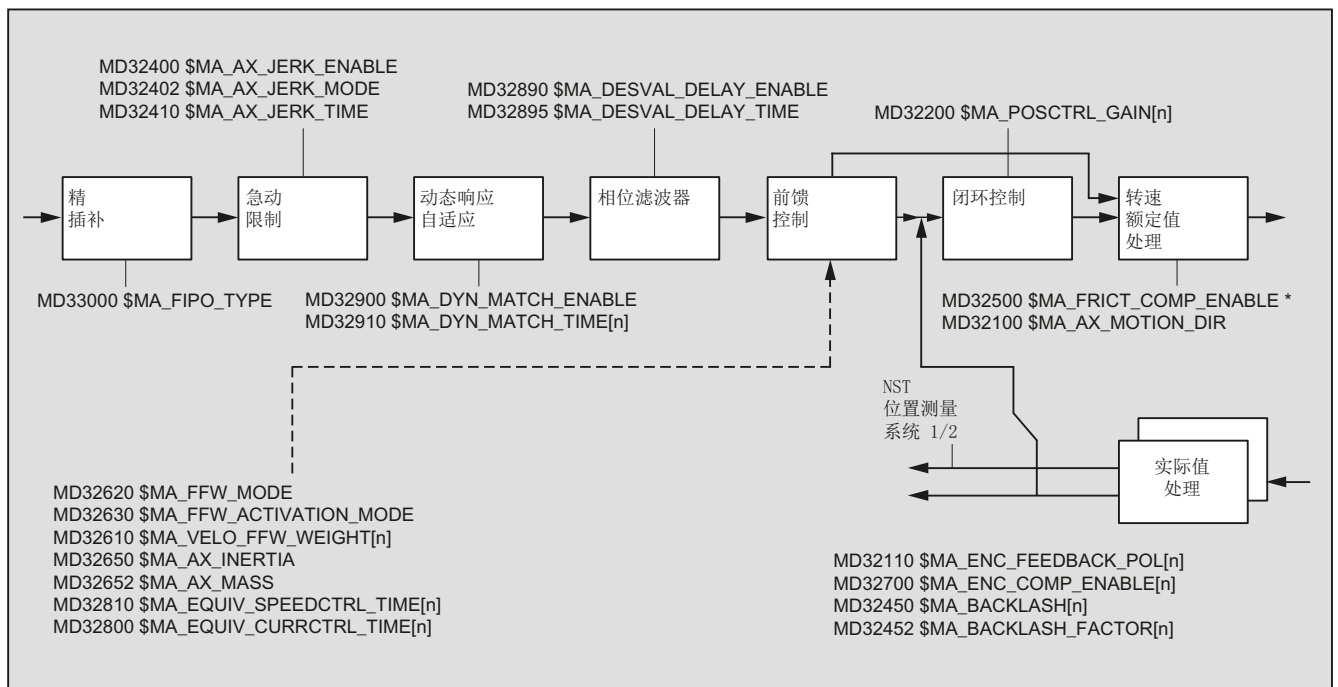 MD32400 $MA_AX_JERK_ENABLE
MD32402 $MA_AX_JERK_MODE
MD32410 $MA_AX_JERK_TIME
MD32890 $MA_DESVAL_DELAY_ENABLE
MD32895 $MA_DESVAL_DELAY_TIME
MD32200 $MA_POSCTRL_GAIN[n]
精
插补
急动
限制
动态响应
自适应
相位滤波器
前馈
控制
闭环控制
转速
额定值
处理
MD33000 $MA_FIPO_TYPE
MD32900 $MA_DYN_MATCH_ENABLE
MD32910 $MA_DYN_MATCH_TIME[n]
MD32500 $MA_FRICT_COMP_ENABLE *
MD32100 $MA_AX_MOTION_DIR
NST
位置测量
系统 1/2
实际值
处理
MD32620 $MA_FFW_MODE
MD32630 $MA_FFW_ACTIVATION_MODE
MD32610 $MA_VELO_FFW_WEIGHT[n]
MD32650 $MA_AX_INERTIA
MD32652 $MA_AX_MASS
MD32810 $MA_EQUIV_SPEEDCTRL_TIME[n]
MD32800 $MA_EQUIV_CURRCTRL_TIME[n]
MD32110 $MA_ENC_FEEDBACK_POL[n]
MD32700 $MA_ENC_COMP_ENABLE[n]
MD32450 $MA_BACKLASH[n]
MD32452 $MA_BACKLASH_FACTOR[n]